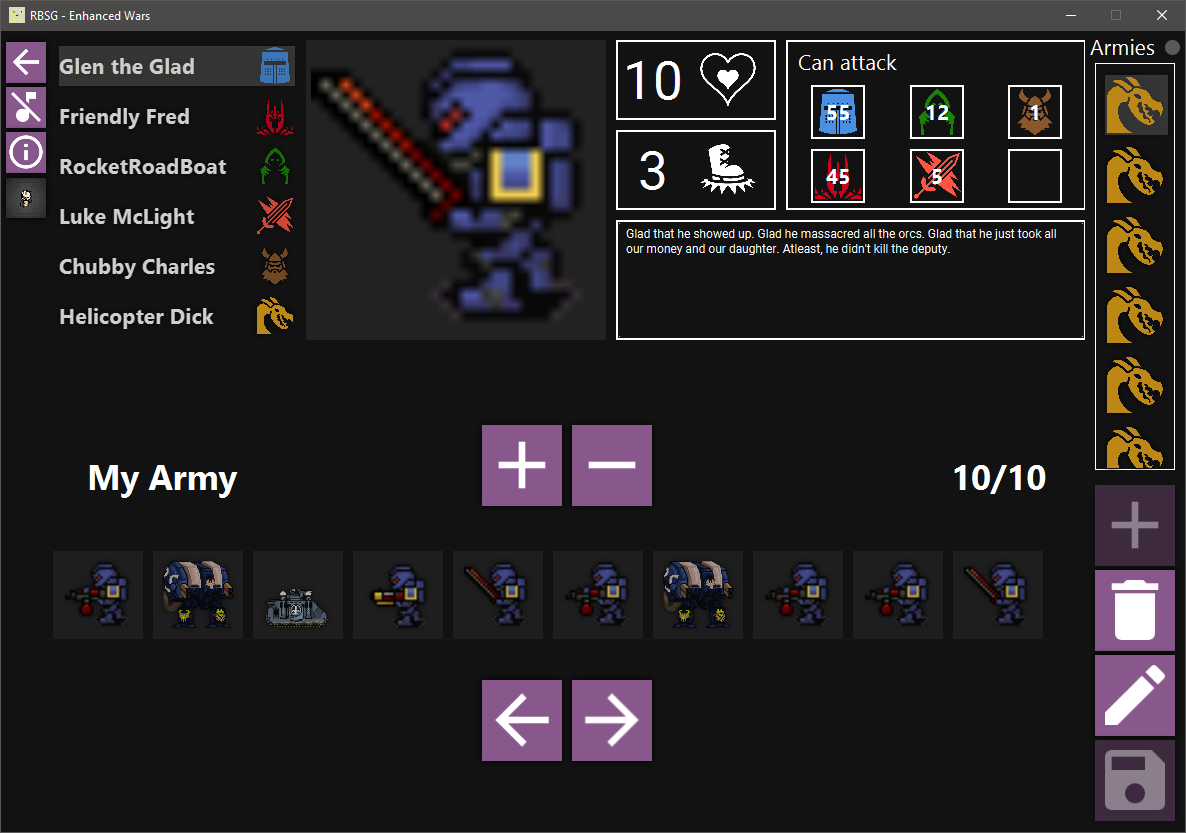 RBSG - Enhanced Wars
Glen the Glad
Friendly Fred
RocketRoadBoat
Luke McLight
Chubby Charles
Helicopter Dick
10
3
Can attack
55 12 1
45 5
Glad that he showed up. Glad he massacred all the orcs. Glad that he just took all
our money and our daughter. Atleast, he didn't kill the deputy.
Armies
My Army
10/10